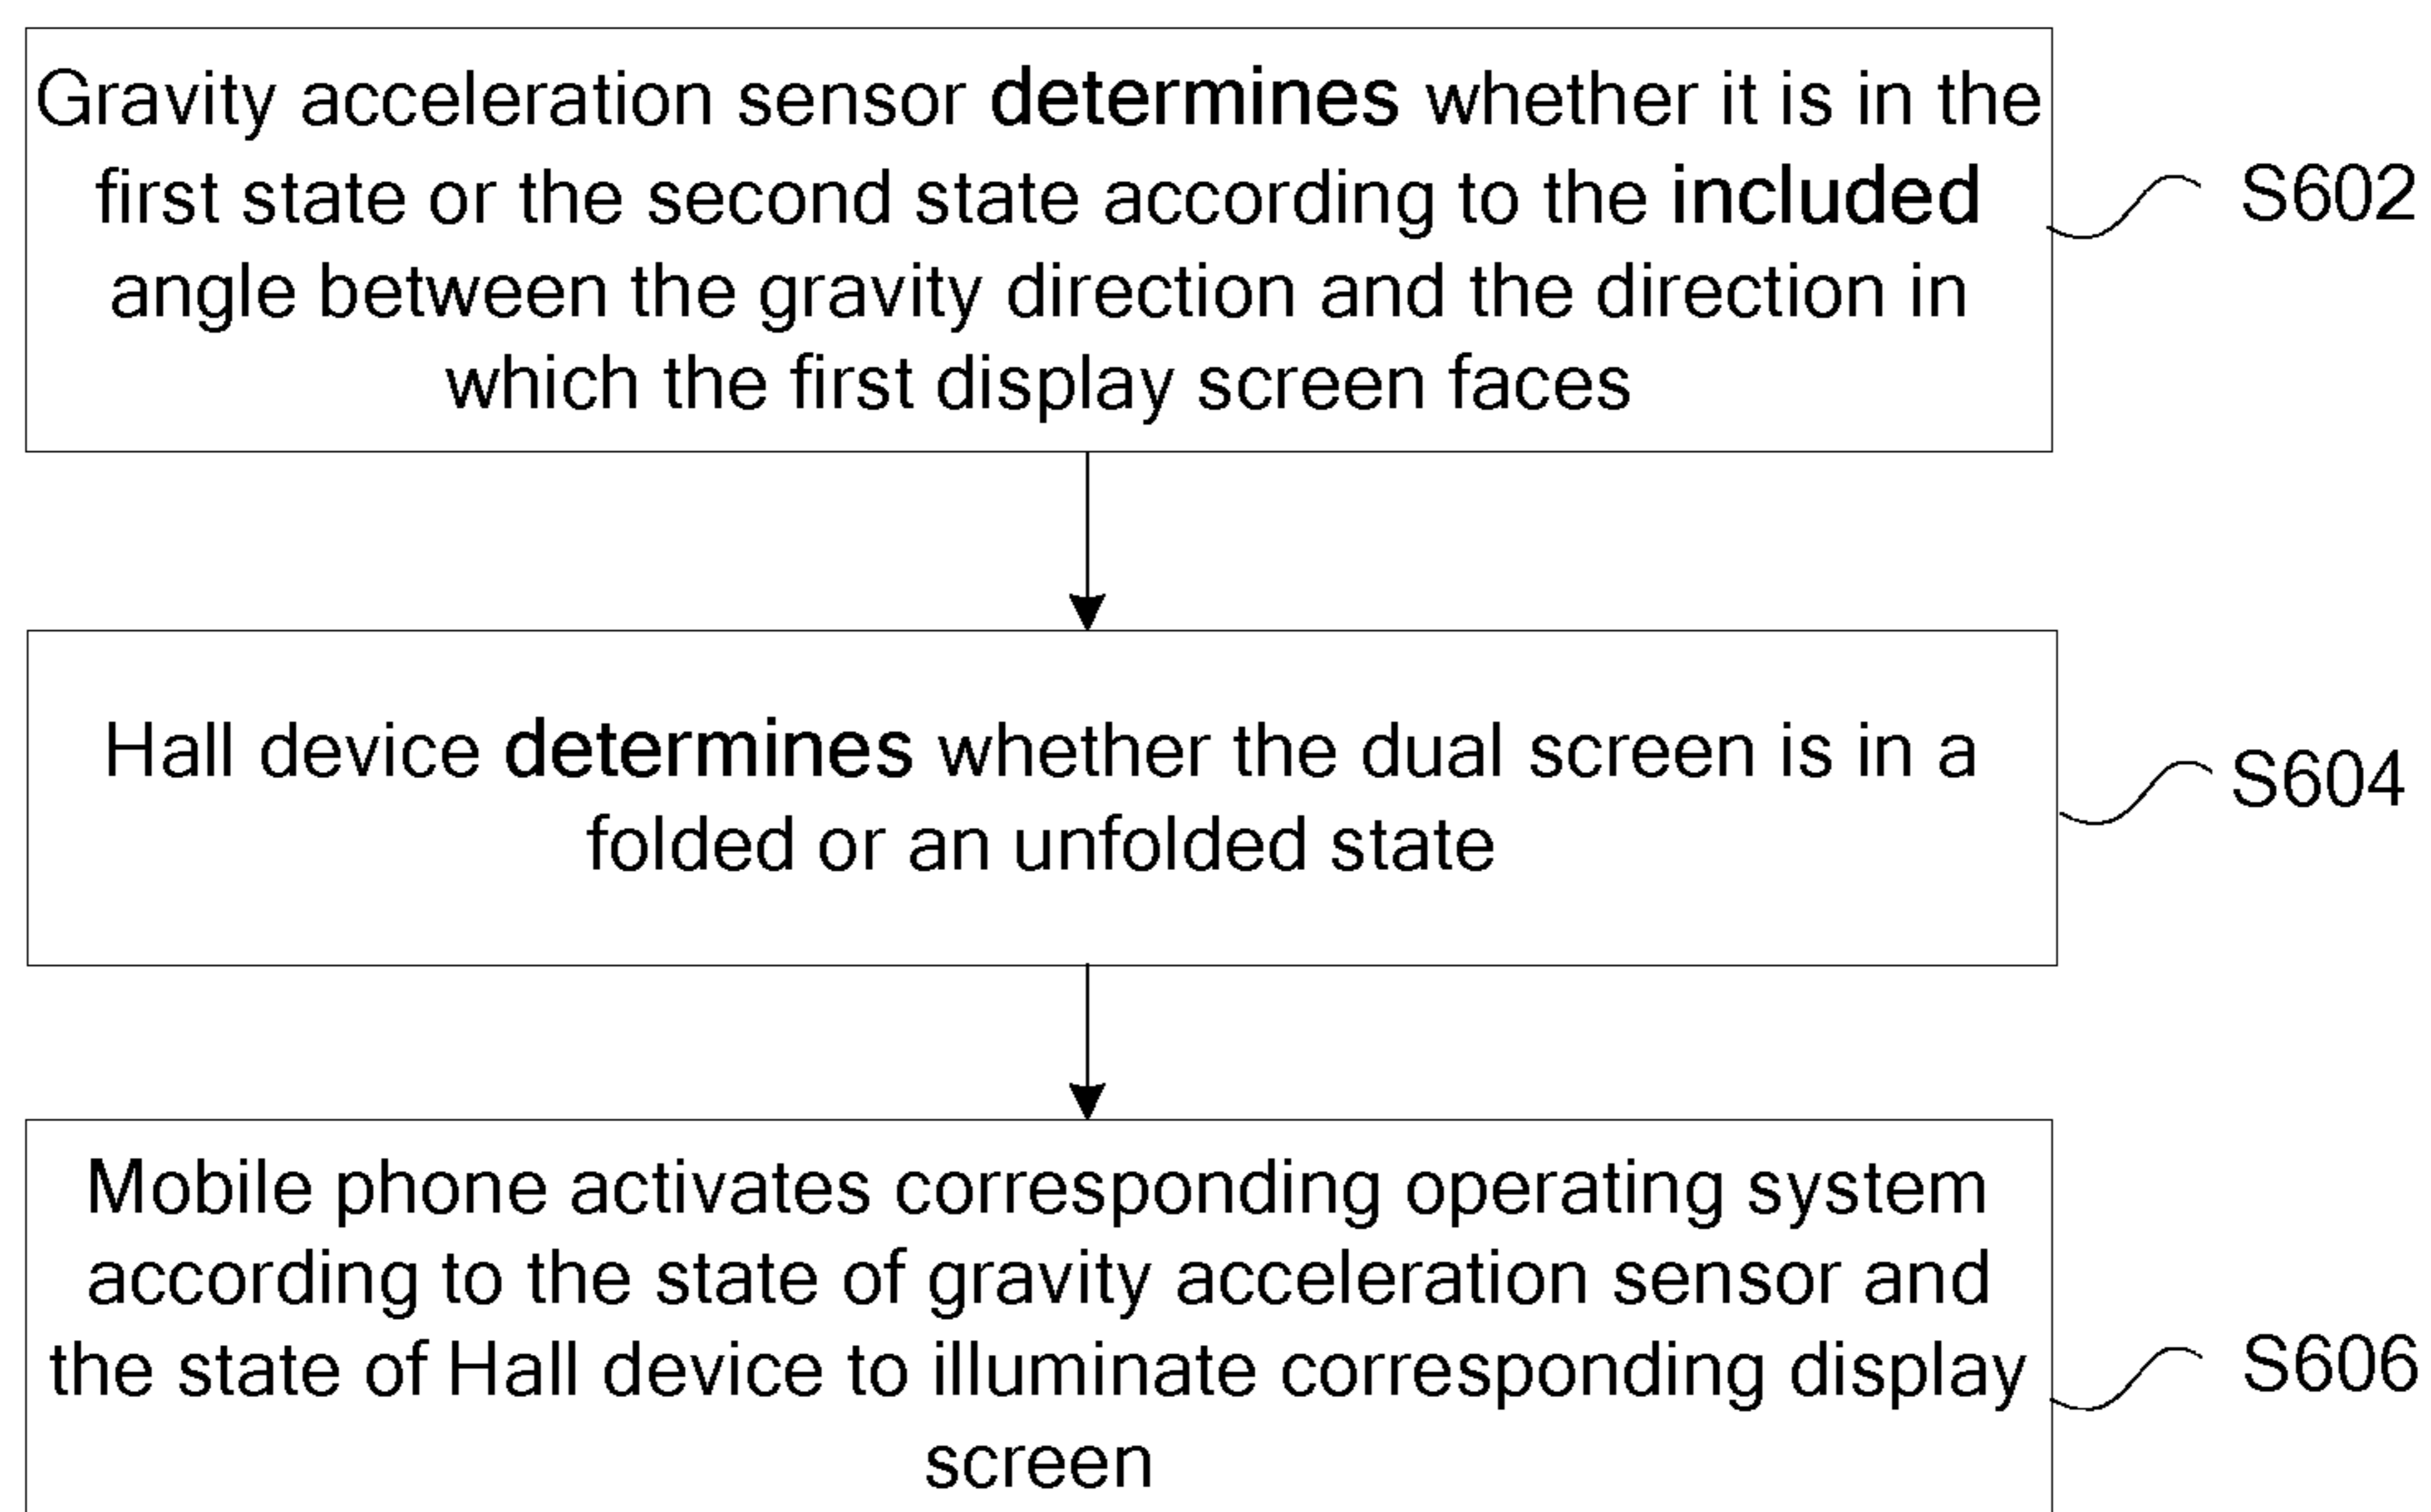 Gravity acceleration sensor determines whether it is in the
first state or the second state according to the included
angle between the gravity direction and the direction in
which the first display screen faces
S602
Hall device determines whether the dual screen is in a
folded or an unfolded state
S604
Mobile phone activates corresponding operating system
according to the state of gravity acceleration sensor and
the state of Hall device to illuminate corresponding display
screen
S606